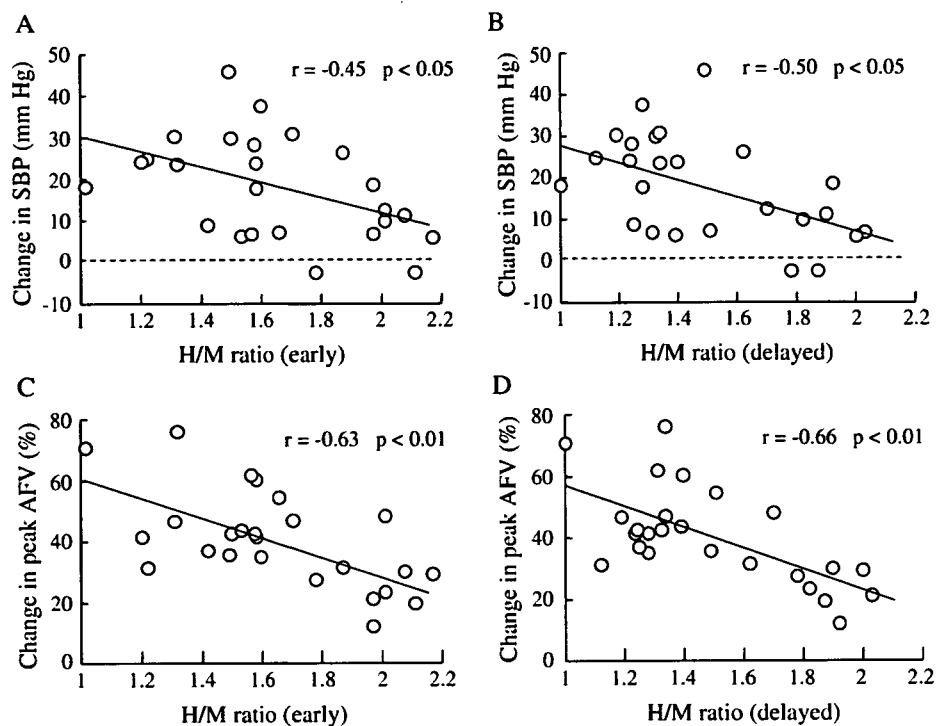 A
r = -0.45 p < 0.05
Change in SBP (mm Hg)
50
40
30
20
10
0
-10
1 1.2 1.4 1.6 1.8 2 2.2
H/M ratio (early)
B
r = -0.50 p < 0.05
Change in SBP (mm Hg)
50
40
30
20
10
0
-10
1 1.2 1.4 1.6 1.8 2 2.2
H/M ratio (delayed)
C
r = -0.63 p < 0.01
Change in peak AFV (%)
80
60
40
20
0
1 1.2 1.4 1.6 1.8 2 2.2
H/M ratio (early)
D
r = -0.66 p < 0.01
Change in peak AFV (%)
80
60
40
20
0
1 1.2 1.4 1.6 1.8 2 2.2
H/M ratio (delayed)